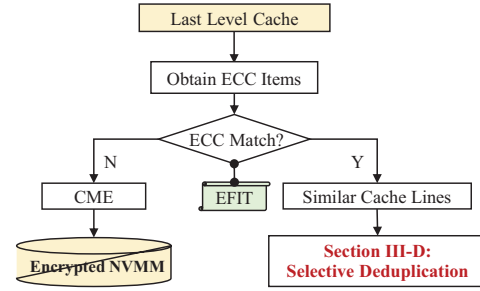 Last Level Cache
Obtain ECC Items
ECC Match?
N
Y
CME
EFIT
Similar Cache Lines
Encrypted NVMM
Section III-D:
Selective Deduplication